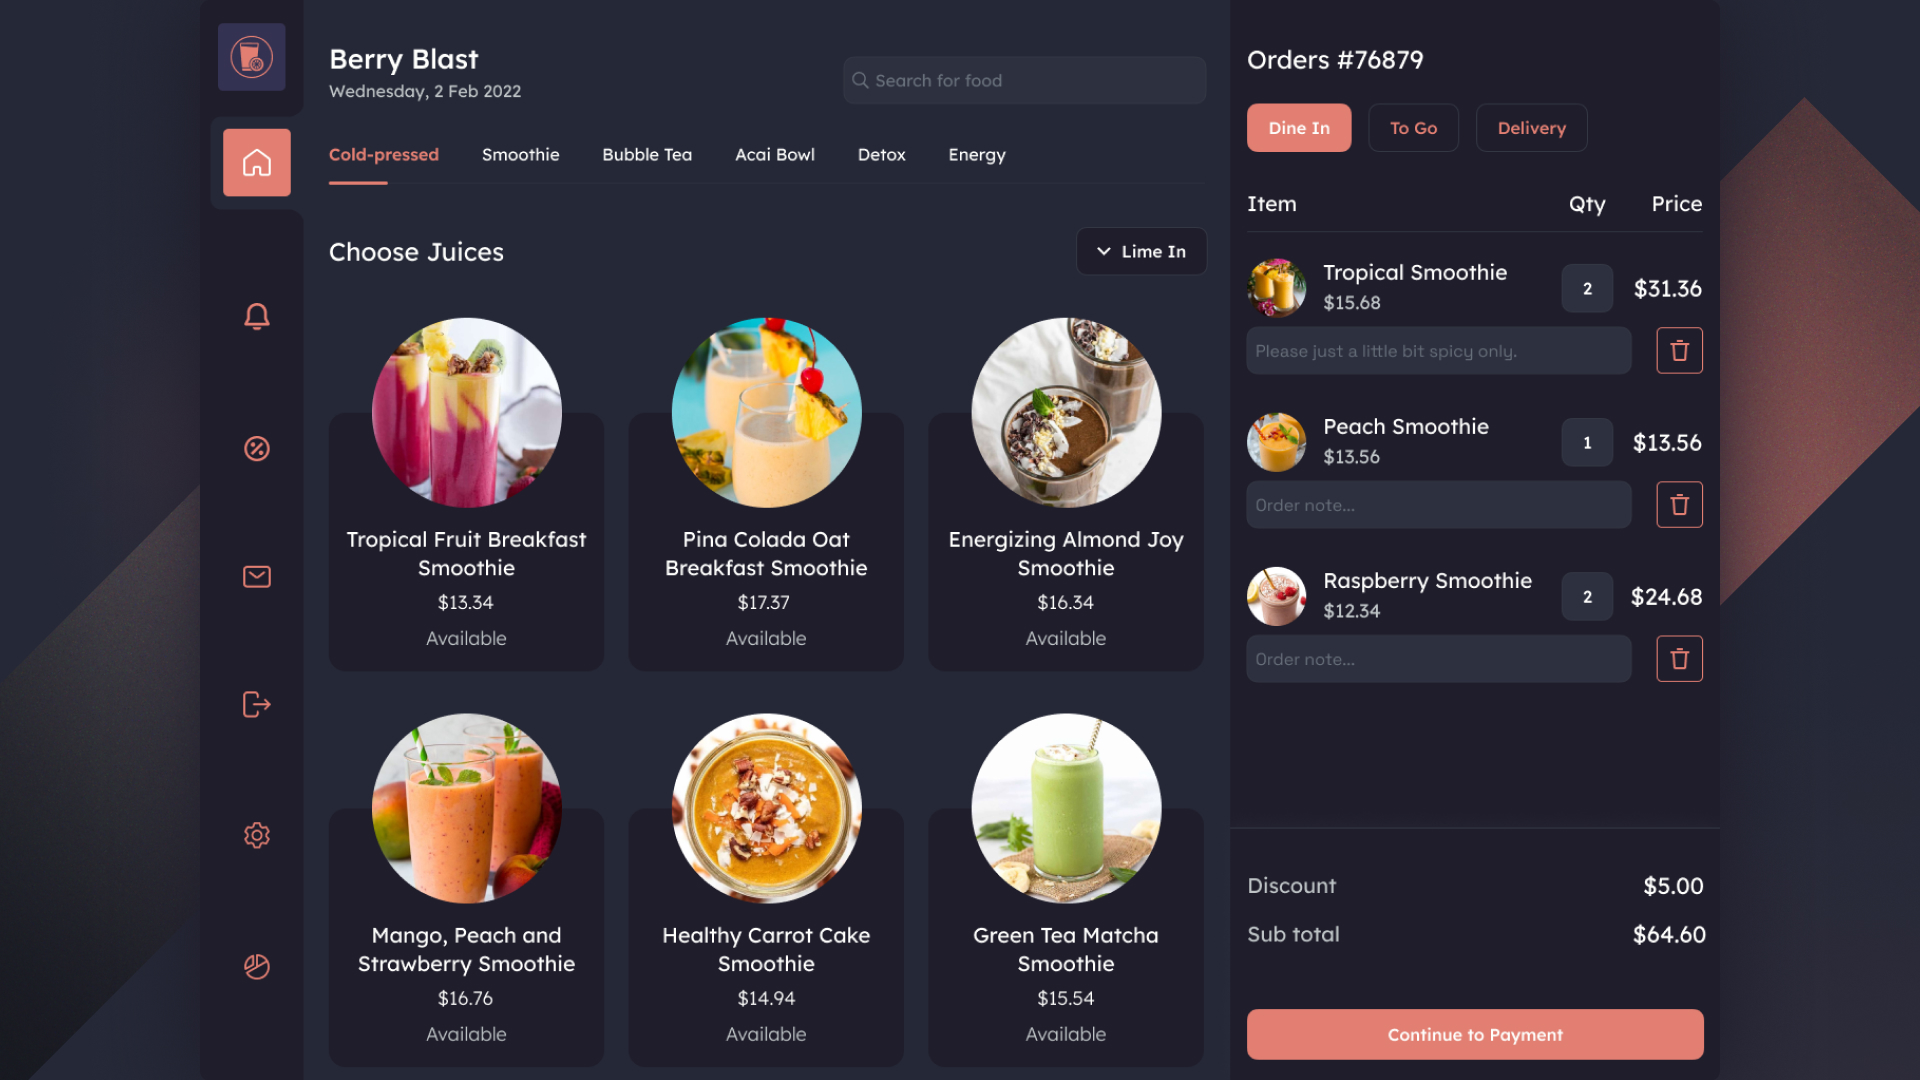 Berry Blast
Wednesday, 2 Feb 2022
Search for food
Cold-pressed Smoothie Bubble Tea Acai Bowl Detox Energy
Choose Juices
Lime In
Tropical Fruit Breakfast
Smoothie
$13.34
Available
Pina Colada Oat
Breakfast Smoothie
$17.37
Available
Energizing Almond Joy
Smoothie
$16.34
Available
Mango, Peach and
Strawberry Smoothie
$16.76
Available
Healthy Carrot Cake
Smoothie
$14.94
Available
Green Tea Matcha
Smoothie
$15.54
Available
Orders #76879
Dine In To Go Delivery
Item Qty Price
Tropical Smoothie
$15.68
2 $31.36
Please just a little bit spicy only.
Peach Smoothie
$13.56
1 $13.56
Order note...
Raspberry Smoothie
$12.34
2 $24.68
Order note...
Discount $5.00
Sub total $64.60
Continue to Payment